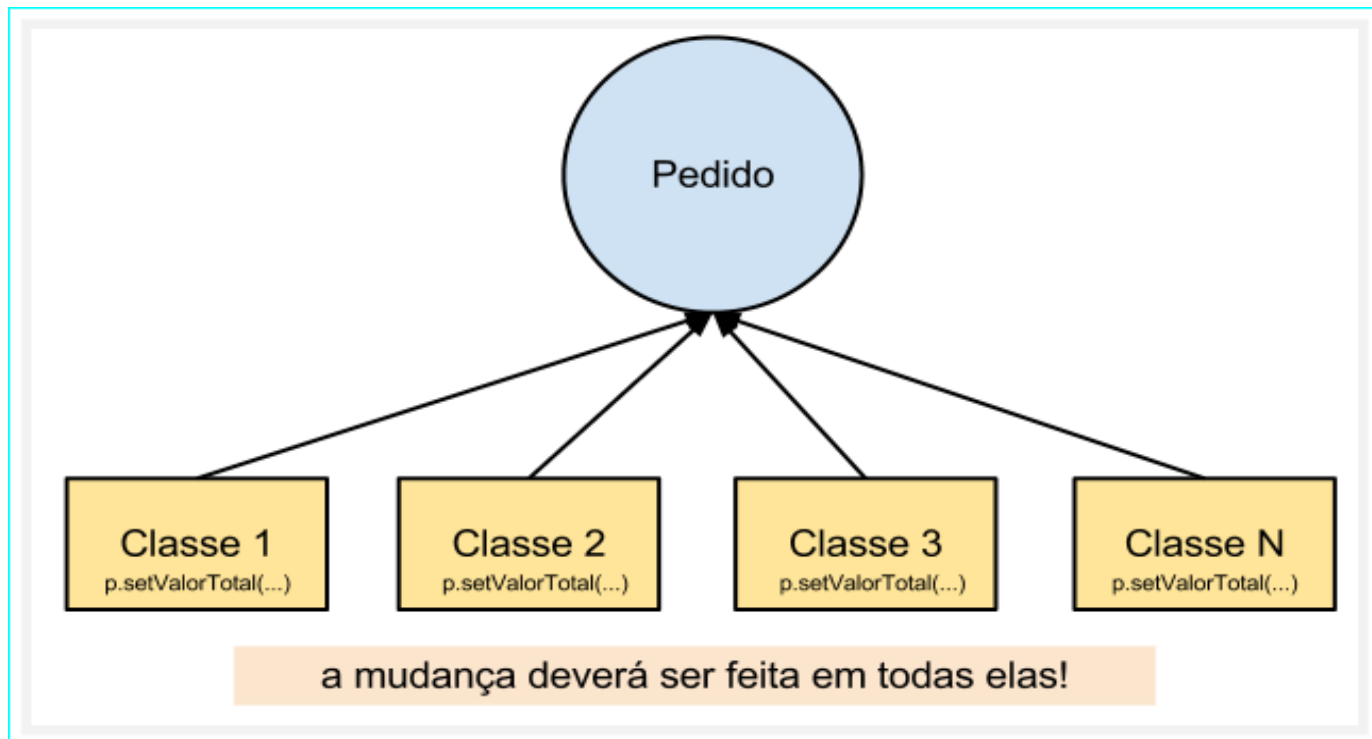 Pedido
Classe 1
p.setValorTotal(...)
Classe 2
p.setValorTotal(...)
Classe 3
p.setValorTotal(...)
Classe N
p.setValorTotal(...)
a mudança deverá ser feita em todas elas!